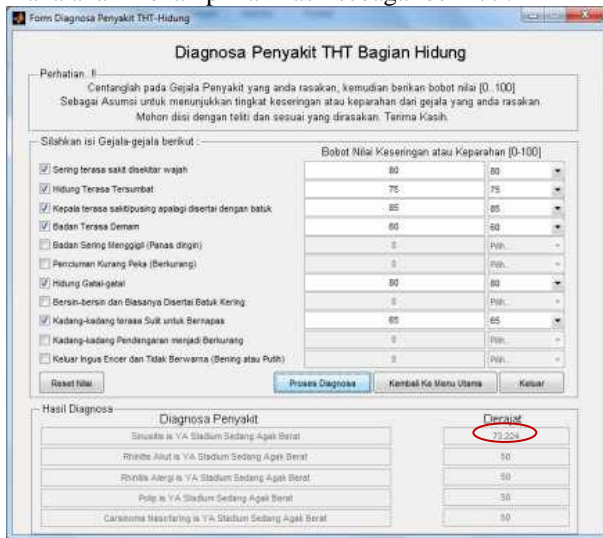 Form Diagnosa Penyakit THT-Hidung
Diagnosa Penyakit THT Bagian Hidung
Perhatian. !!
Centanglah pada Gejala Penyakit yang anda rasakan, kemudian berikan bobot nilai [0..100]
Sebagai Asumsi untuk menunjukkan tingkat keseringan atau keparahan dari gejala yang anda rasakan.
Mohon diisi dengan teliti dan sesuai yang dirasakan. Terima Kasih.
Silahkan isi Gejala-gejala berikut :
Bobot Nilai Keseringan atau Keparahan [0-100]
Sering terasa sakit disekitar wajah 80 80
Hidung Terasa Tersumbat 75 75
Kepala terasa sakit/pusing apalagi disertai dengan batuk 85 85
Badan Terasa Demam 60 60
Badan Sering Menggigil (Panas dingin) 0 Pilih..
Penciuman Kurang Peka (Berkurang) 0 Pilih..
Hidung Gatal-gatal 80 80
Bersin-bersin dan Biasanya Disertai Batuk Kering 0 Pilih..
Kadang-kadang terasa Sulit untuk Bernapas 65 65
Kadang-kadang Pendengaran menjadi Berkurang 0 Pilih..
Keluar Ingus Encer dan Tidak Berwarna (Bening atau Putih) 0 Pilih..
Reset Nilai Proses Diagnosa Kembali Ke Menu Utama Keluar
Hasil Diagnosa
Diagnosa Penyakit Derajat
Sinusitis is YA Stadium Sedang Agak Berat 73.224
Rhinitis Akut is YA Stadium Sedang Agak Berat 50
Rhinitis Alergi is YA Stadium Sedang Agak Berat 50
Polip is YA Stadium Sedang Agak Berat 50
Carsinoma Nasofaring is YA Stadium Sedang Agak Berat 50